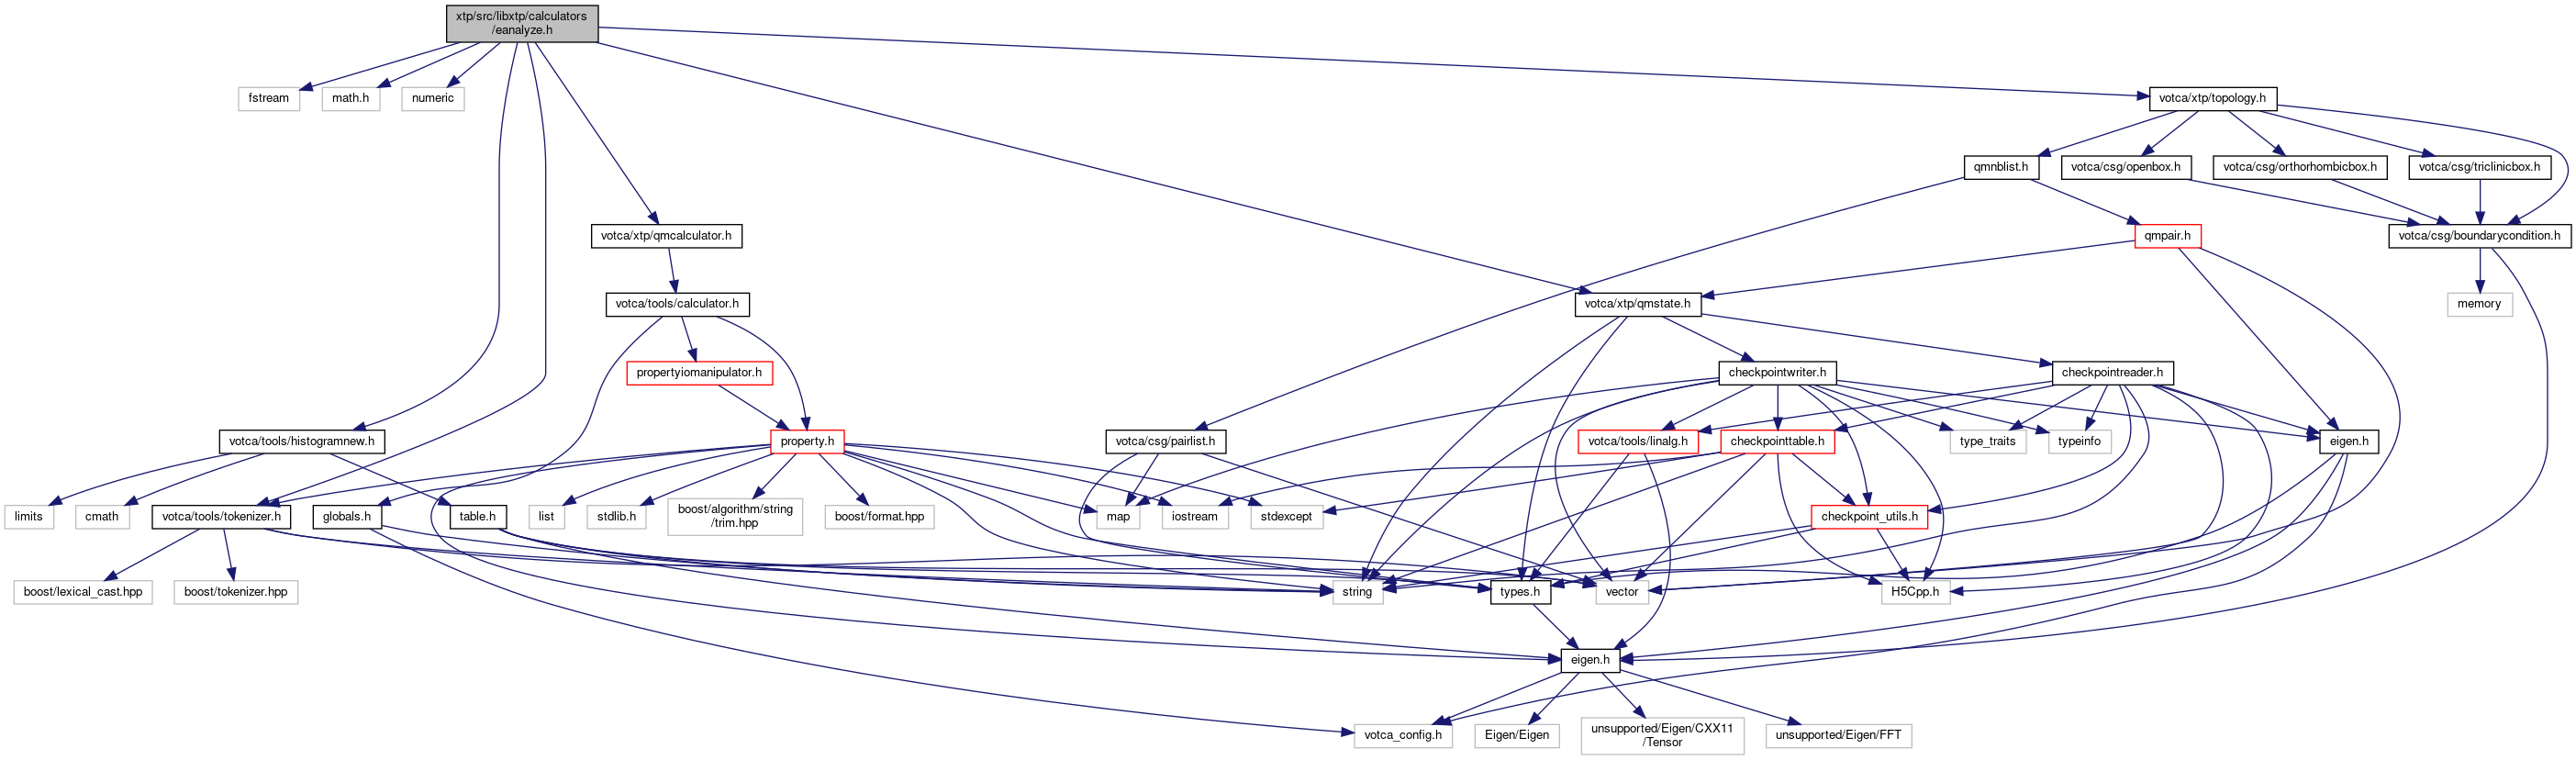 xtp/src/libxtp/calculators
/eanalyze.h
fstream
math.h
numeric
votca/xtp/topology.h
qmnblist.h
votca/csg/openbox.h
votca/csg/orthorhombicbox.h
votca/csg/triclinicbox.h
votca/xtp/qmcalculator.h
qmpair.h
votca/csg/boundarycondition.h
votca/tools/calculator.h
votca/xtp/qmstate.h
memory
propertyiomanipulator.h
checkpointwriter.h
checkpointreader.h
votca/tools/histogramnew.h
property.h
votca/csg/pairlist.h
votca/tools/linalg.h
checkpointtable.h
type_traits
typeinfo
eigen.h
limits
cmath
votca/tools/tokenizer.h
globals.h
table.h
list
stdlib.h
boost/algorithm/string
/trim.hpp
boost/format.hpp
map
iostream
stdexcept
checkpoint_utils.h
boost/lexical_cast.hpp
boost/tokenizer.hpp
string
types.h
vector
H5Cpp.h
eigen.h
votca_config.h
Eigen/Eigen
unsupported/Eigen/CXX11
/Tensor
unsupported/Eigen/FFT